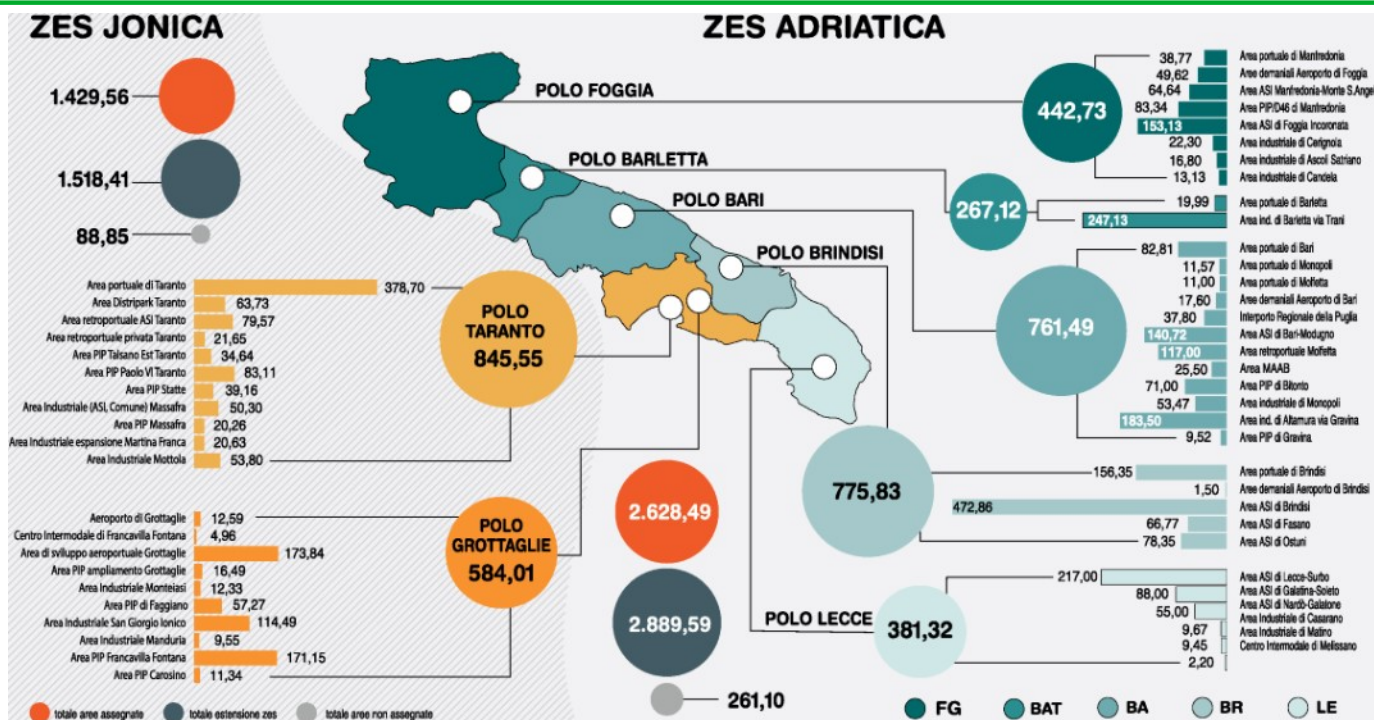 ZES JONICA
1.429,56
1.518,41
88,85
Area portuale di Taranto 378,70
Area Distripark Taranto 63,73
Area retroportuale ASI Taranto 79,57
Area retroportuale privata Taranto 21,65
Area PIP Talsano Est Taranto 34,64
Area PIP Paolo VI Taranto 83,11
Area PIP Statte 39,16
Area Industriale (ASI, Comune) Massafra 50,30
Area PIP Massafra 20,26
Area Industriale espansione Martina Franca 20,63
Area Industriale Mottola 53,80
POLO
TARANTO
845,55
Aeroporto di Grottaglie 12,59
Centro Intermodale di Francavilla Fontana 4,96
Area di sviluppo aeroportuale Grottaglie 173,84
Area PIP ampliamento Grottaglie 16,49
Area Industriale Monteiasi 12,33
Area PIP di Faggiano 57,27
Area Industriale San Giorgio Ionico 114,49
Area Industriale Manduria 9,55
Area PIP Francavilla Fontana 171,15
Area PIP Carosino 11,34
POLO
GROTTAGLIE
584,01
totale aree assegnate
totale estensione zes
totale aree non assegnate
ZES ADRIATICA
POLO FOGGIA
POLO BARLETTA
POLO BARI
POLO BRINDISI
POLO LECCE
442,73
38,77 Area portuale di Manfredonia
49,62 Aree demaniali Aeroporto di Foggia
64,64 Area ASI Manfredonia-Monte S.Angel
83,34 Area PIP/D46 di Manfredonia
153,13 Area ASI di Foggia Incoronata
22,30 Area industriale di Cerignola
16,80 Area industriale di Ascoli Satriano
13,13 Area industriale di Candela
267,12
19,99 Area portuale di Barletta
247,13 Area ind. di Barletta via Trani
761,49
82,81 Area portuale di Bari
11,57 Area portuale di Monopoli
11,00 Area portuale di Molfetta
17,60 Aree demaniali Aeroporto di Bari
37,80 Interporto Regionale della Puglia
140,72 Area ASI di Bari-Modugno
117,00 Area retroportuale Molfetta
25,50 Area MAAB
71,00 Area PIP di Bitonto
53,47 Area industriale di Monopoli
183,50 Area ind. di Altamura via Gravina
9,52 Area PIP di Gravina
775,83
156,35 Area portuale di Brindisi
1,50 Aree demaniali Aeroporto di Brindisi
472,86 Area ASI di Brindisi
66,77 Area ASI di Fasano
78,35 Area ASI di Ostuni
381,32
217,00 Area ASI di Lecce-Surbo
88,00 Area ASI di Galatina-Soleto
55,00 Area ASI di Nardò-Galatone
Area Industriale di Casarano
9,67 Area Industriale di Matino
9,45 Centro Intermodale di Melissano
2,20
2.628,49
2.889,59
261,10
FG
BAT
BA
BR
LE